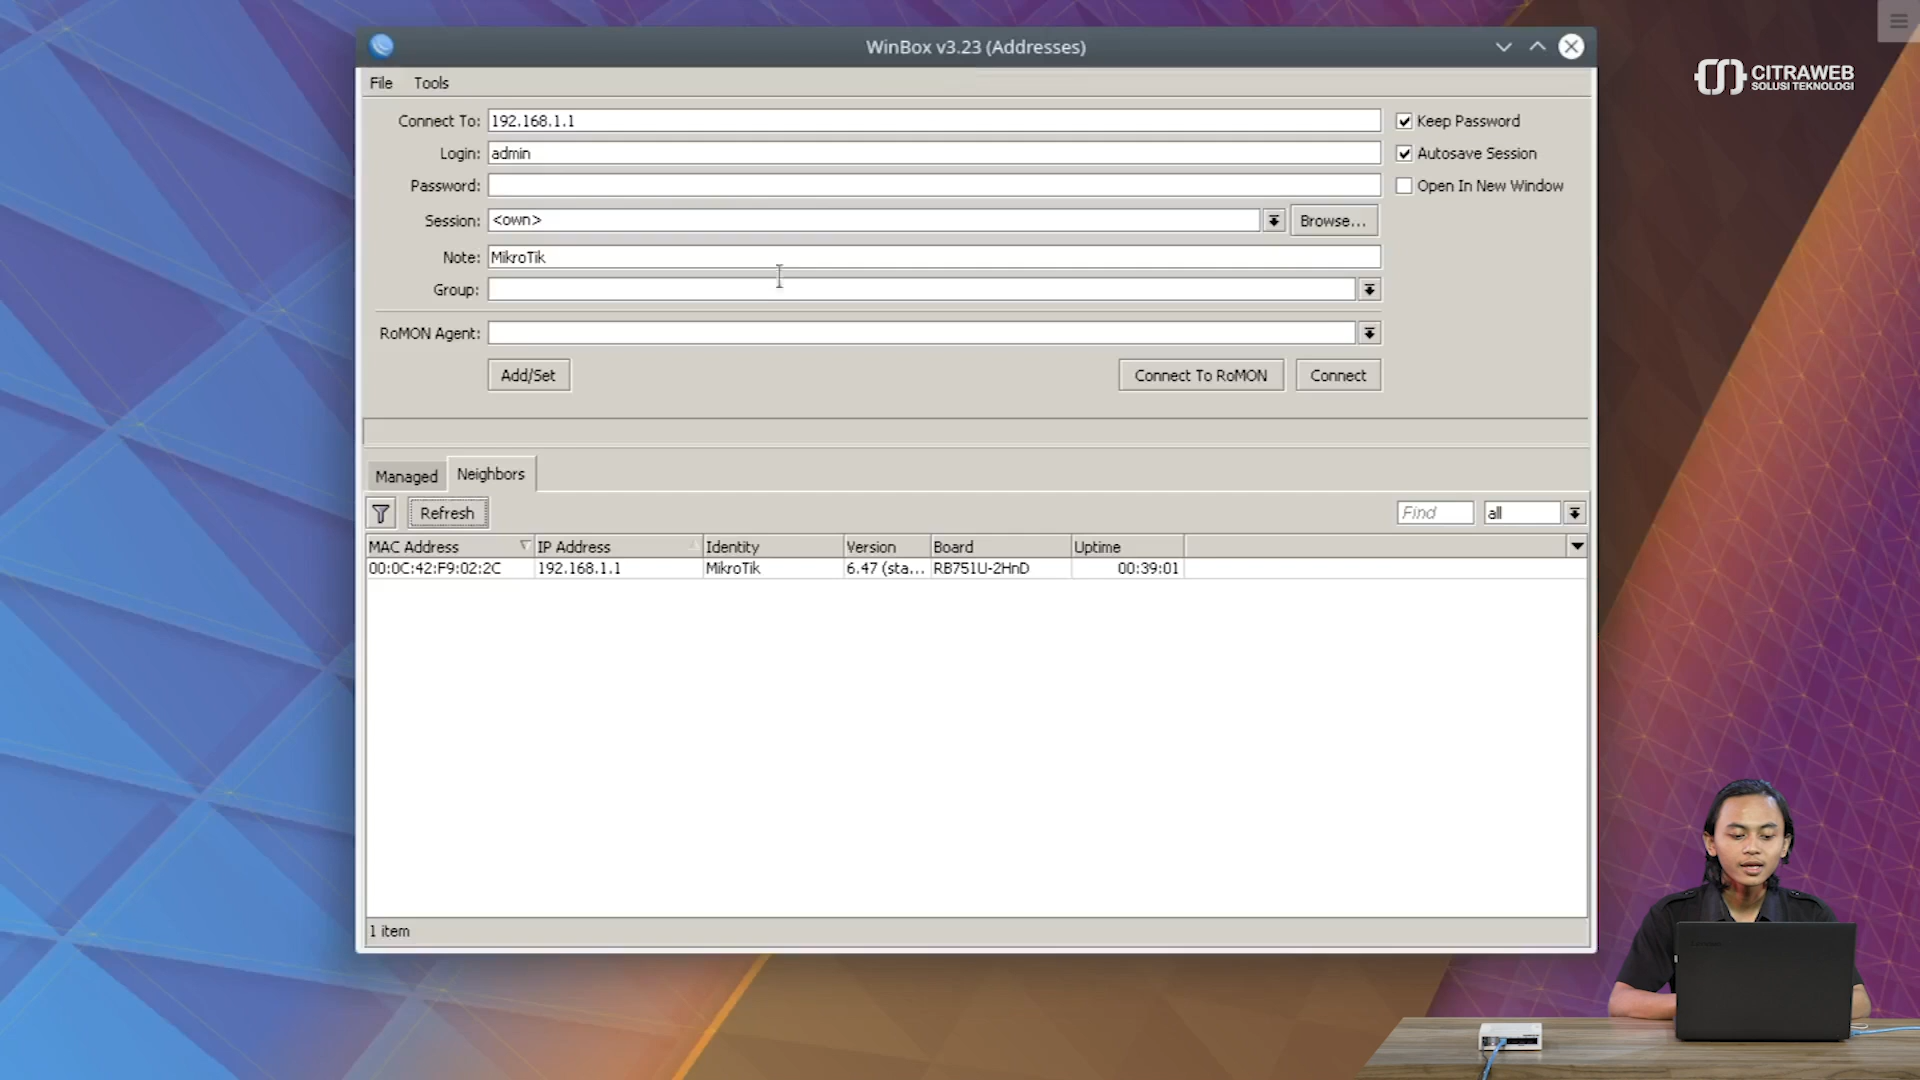 WinBox v3.23 (Addresses)
CITRAWEB
SOLUSI TEKNOLOGI
File Tools
Connect To: 192.168.1.1
Keep Password
Login: admin
Autosave Session
Password:
Open In New Window
Session: <own> Browse...
Note: MikroTik
Group:
RoMON Agent:
Add/Set Connect To RoMON Connect
Managed Neighbors
Refresh Find all
MAC Address IP Address Identity Version Board Uptime
00:0C:42:F9:02:2C 192.168.1.1 MikroTik 6.47 (sta... RB751U-2HnD 00:39:01
1 item